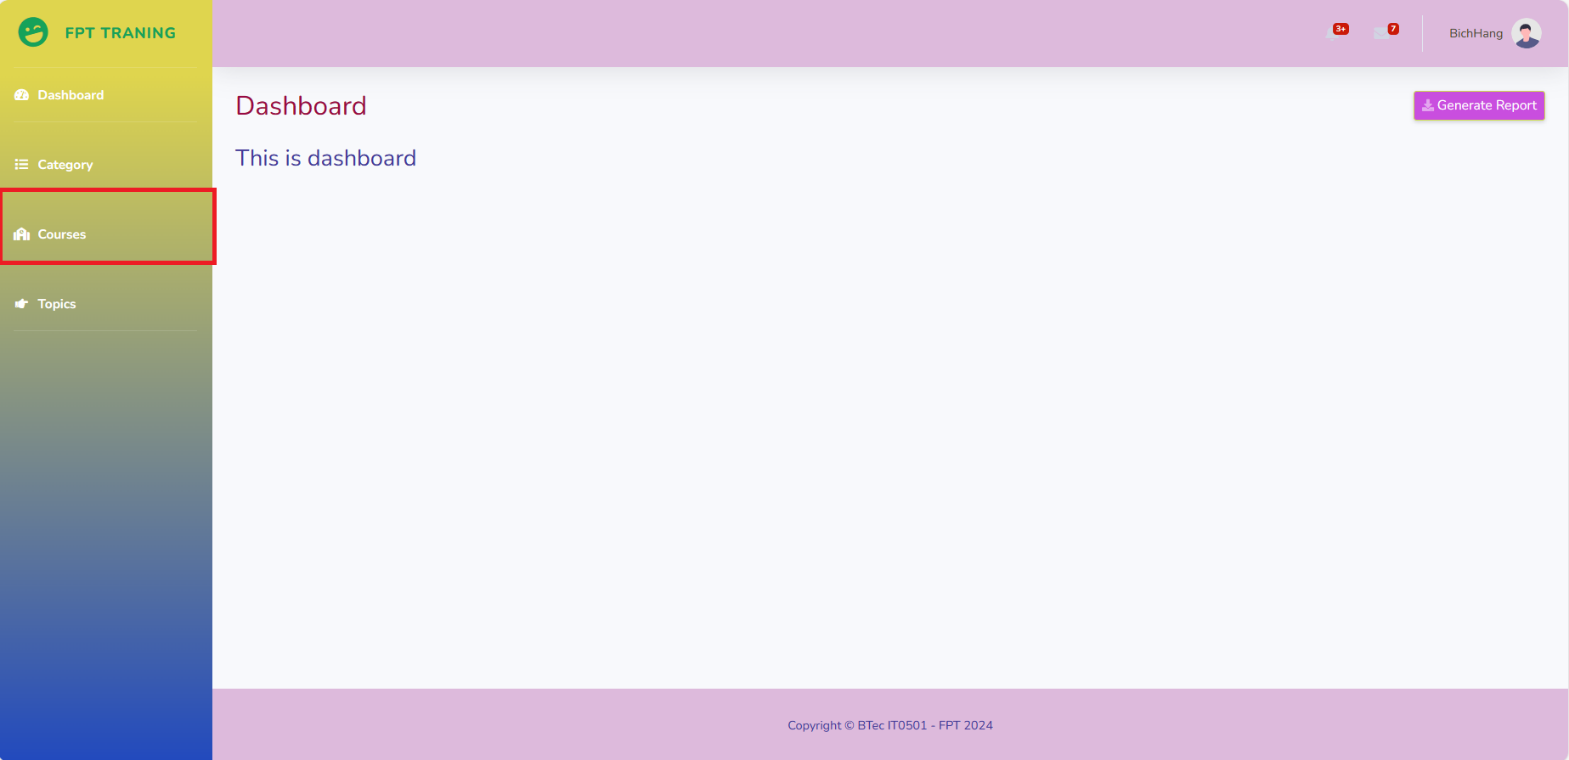 FPT TRANING
3+
7
BichHang
Dashboard
Category
Courses
Topics
Dashboard
Generate Report
This is dashboard
Copyright © BTec IT0501 - FPT 2024